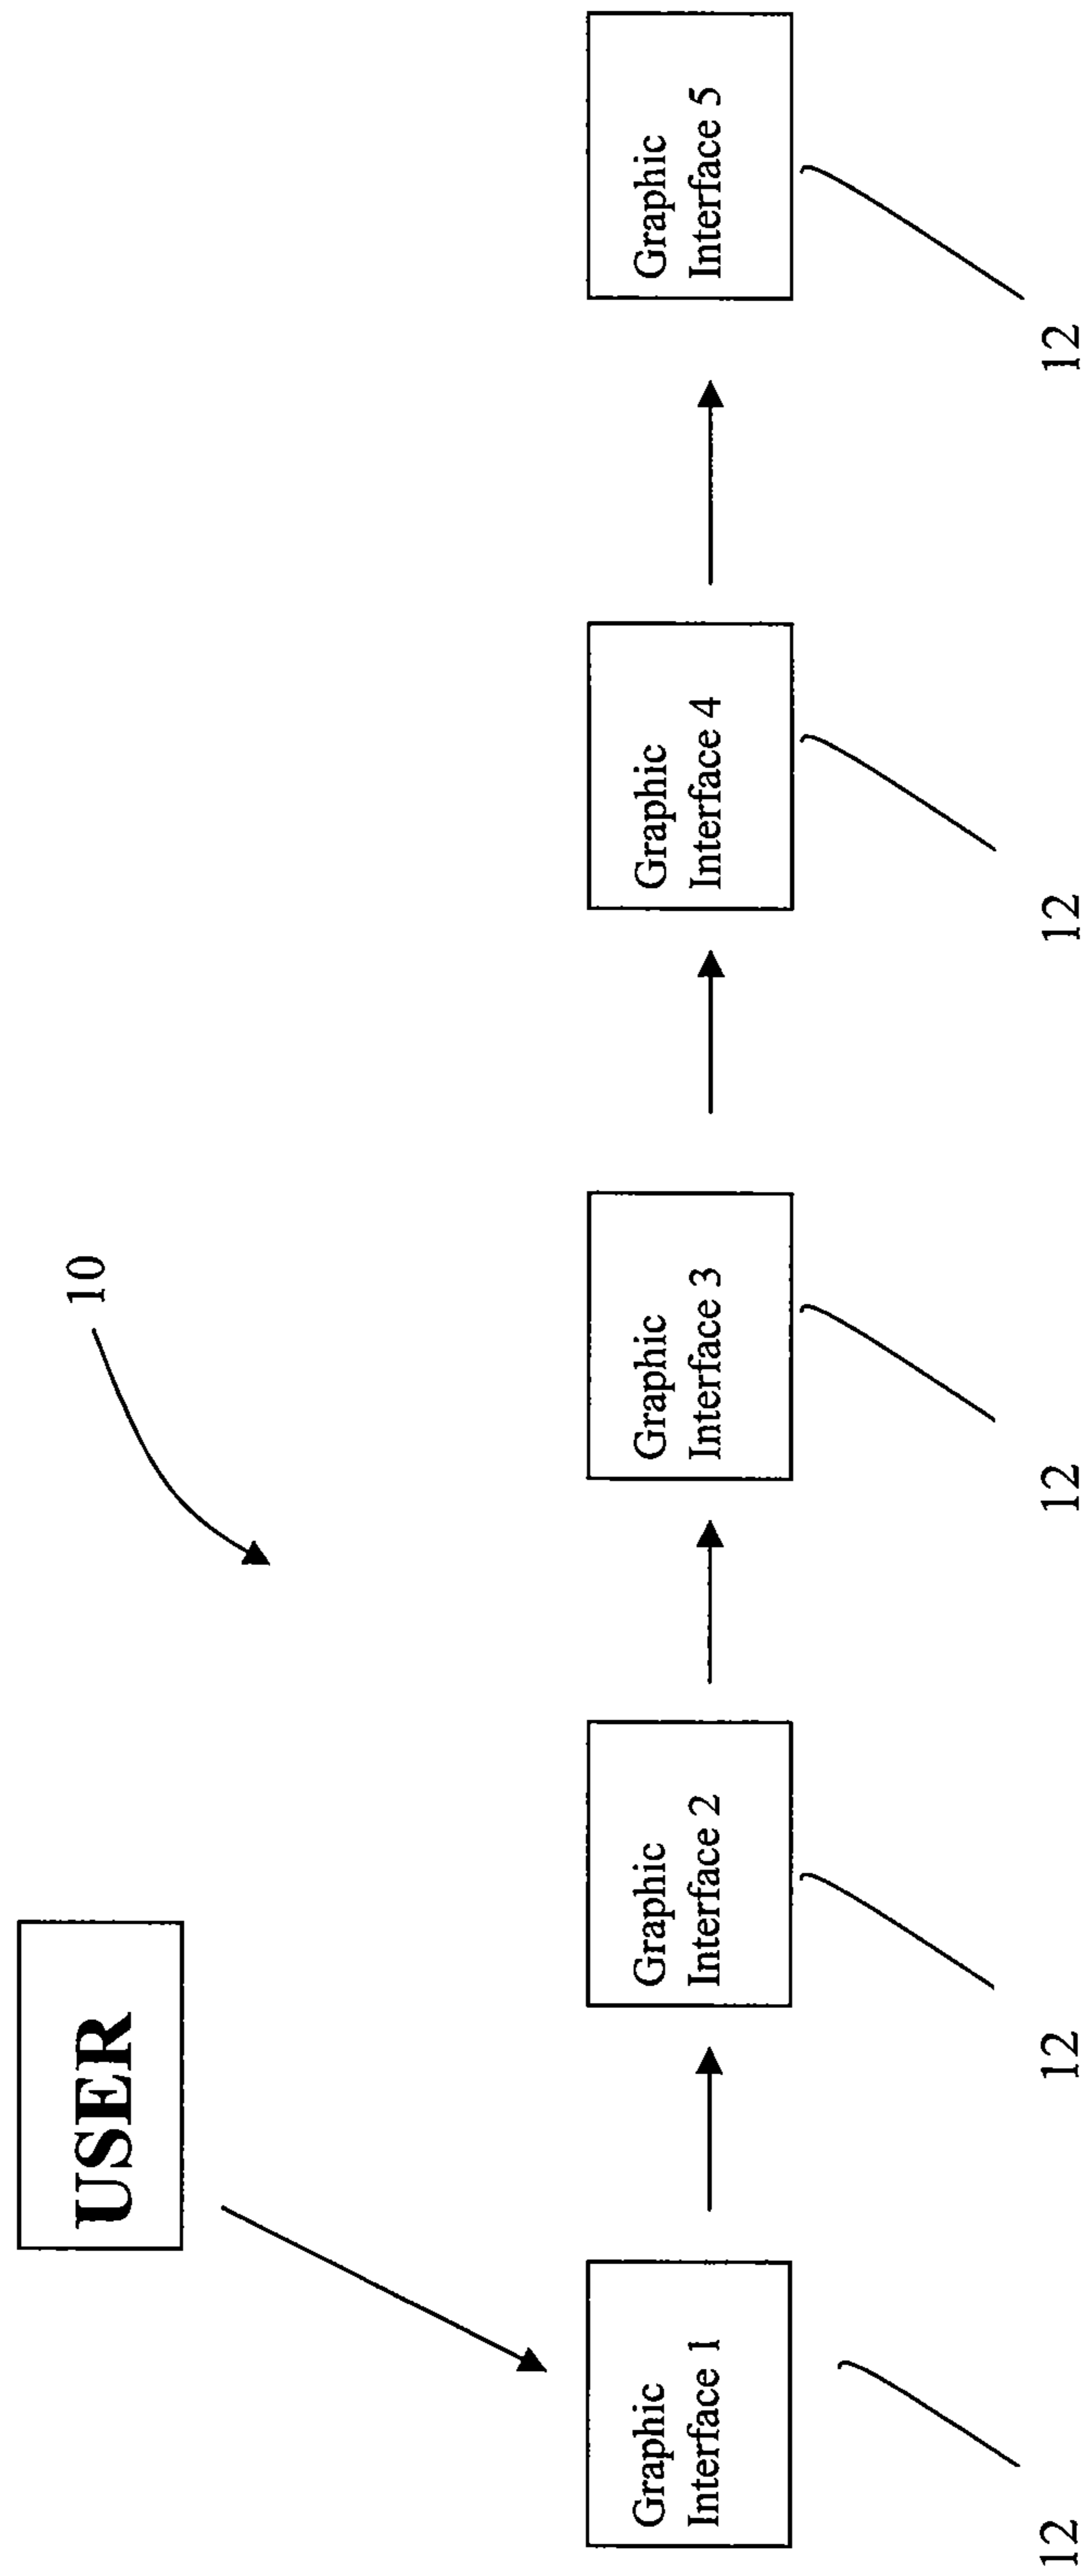 USER
10
Graphic
Interface 1
Graphic
Interface 2
Graphic
Interface 3
Graphic
Interface 4
Graphic
Interface 5
12
12
12
12
12